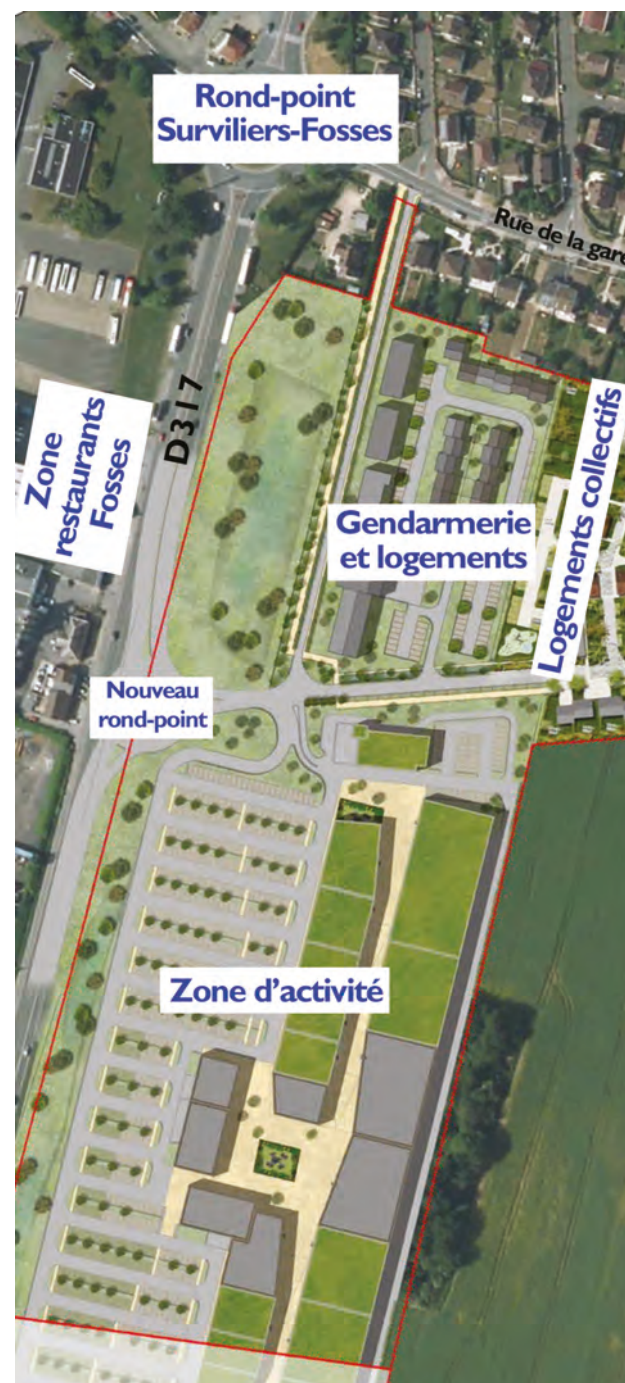 Rond-point
Surviliers-Fosses
Rue de la gare
D317
Zone
restaurants
Fosses
Logements collectifs
Gendarmerie
et logements
Nouveau
rond-point
Zone d'activité